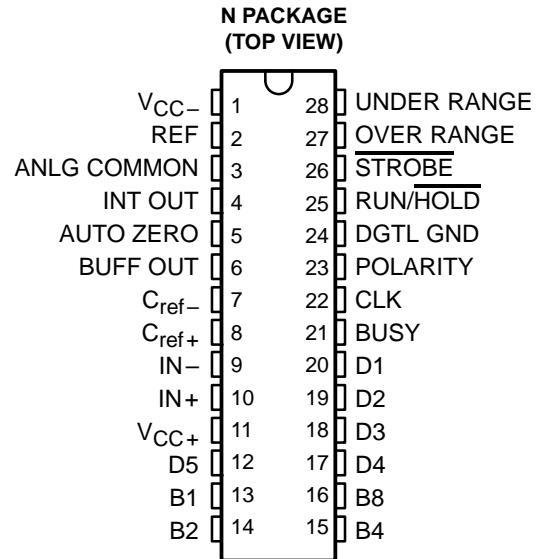 N PACKAGE
(TOP VIEW)
VCC− 1 28 UNDER RANGE
REF 2 27 OVER RANGE
ANLG COMMON 3 26 STROBE
INT OUT 4 25 RUN/HOLD
AUTO ZERO 5 24 DGTL GND
BUFF OUT 6 23 POLARITY
Cref− 7 22 CLK
Cref+ 8 21 BUSY
IN− 9 20 D1
IN+ 10 19 D2
VCC+ 11 18 D3
D5 12 17 D4
B1 13 16 B8
B2 14 15 B4